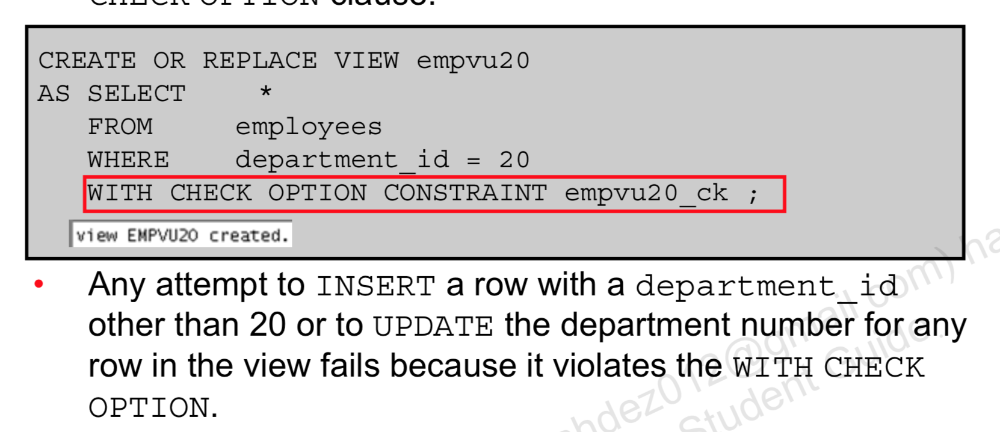 CHECK OPTION clause.
CREATE OR REPLACE VIEW empvu20
AS SELECT *
FROM employees
WHERE department_id = 20
WITH CHECK OPTION CONSTRAINT empvu20_ck ;
view EMPVU20 created.
• Any attempt to INSERT a row with a department_id
other than 20 or to UPDATE the department number for any
row in the view fails because it violates the WITH CHECK
OPTION.
hdez012@gmail com) na
Student Guide.